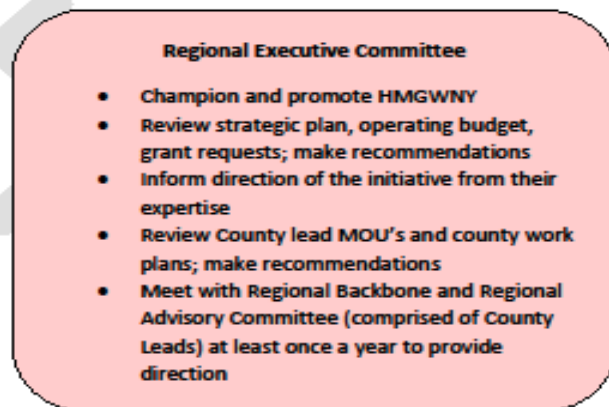 Regional Executive Committee
• Champion and promote HMGWNY
• Review strategic plan, operating budget,
grant requests; make recommendations
• Inform direction of the initiative from their
expertise
• Review County lead MOU's and county work
plans; make recommendations
• Meet with Regional Backbone and Regional
Advisory Committee (comprised of County
Leads) at least once a year to provide
direction